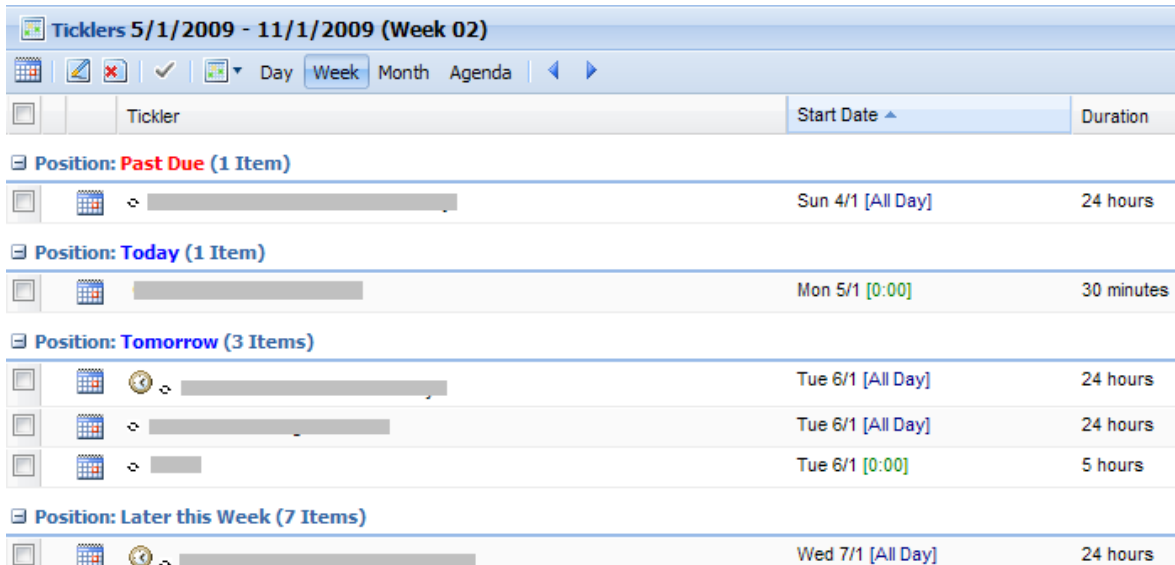 Ticklers 5/1/2009 - 11/1/2009 (Week 02)
Day Week Month Agenda
Tickler Start Date Duration
Position: Past Due (1 Item)
Sun 4/1 [All Day] 24 hours
Position: Today (1 Item)
Mon 5/1 [0:00] 30 minutes
Position: Tomorrow (3 Items)
Tue 6/1 [All Day] 24 hours
Tue 6/1 [All Day] 24 hours
Tue 6/1 [0:00] 5 hours
Position: Later this Week (7 Items)
Wed 7/1 [All Day] 24 hours